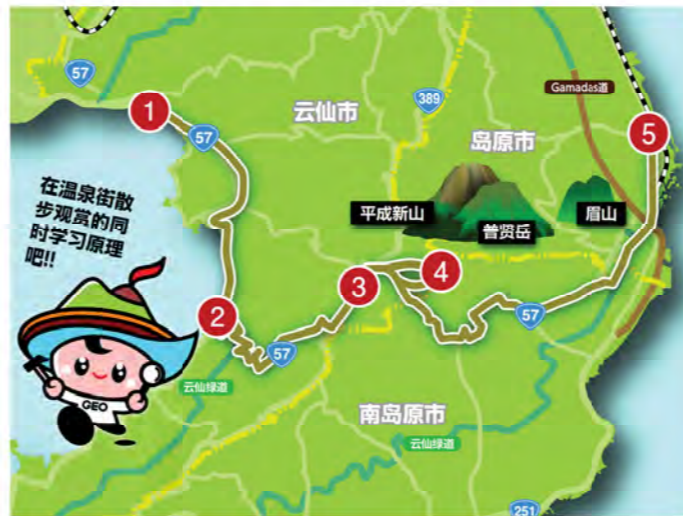 57
1
57
云仙市
389
Gamadas道
岛原市
5
在温泉街散
步观赏的同
时学习原理
吧!!
平成新山
普贤岳
眉山
3
4
2
57
57
GEO
云仙绿道
南岛原市
云仙绿道
251